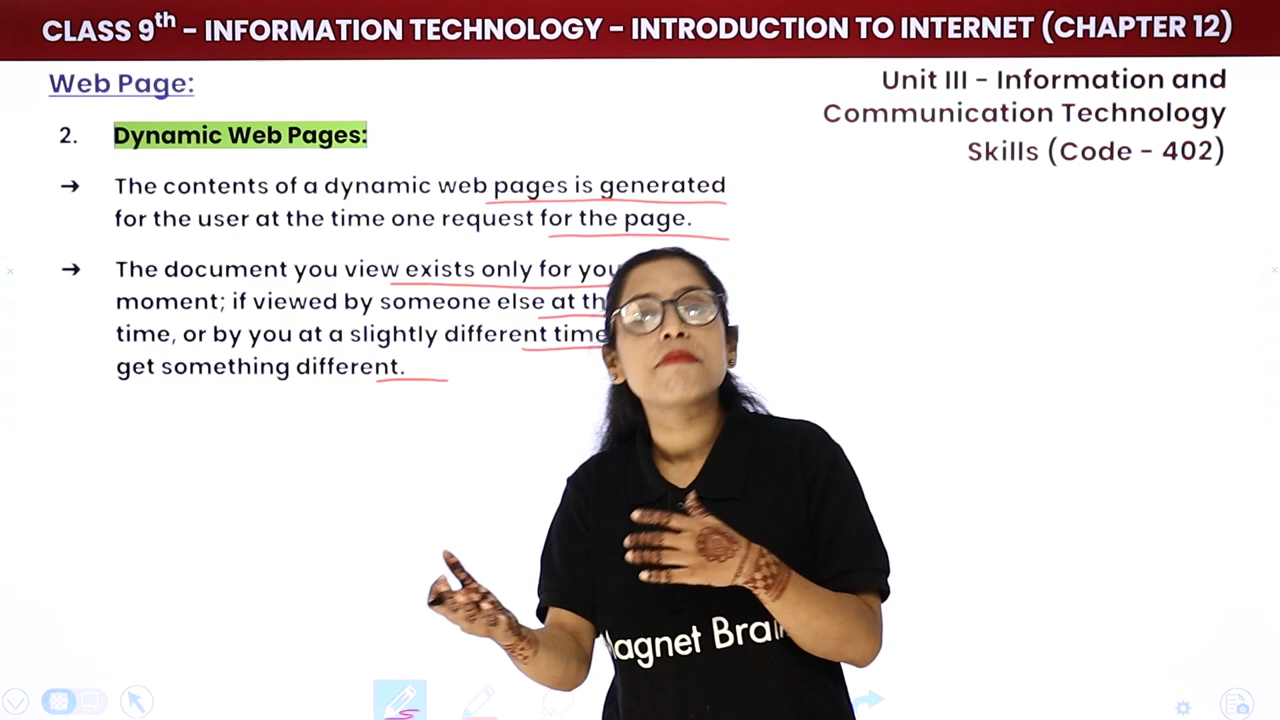 CLASS 9th - INFORMATION TECHNOLOGY - INTRODUCTION TO INTERNET (CHAPTER 12)
Web Page:
Unit III - Information and
Communication Technology
Skills (Code - 402)
2. Dynamic Web Pages:
→ The contents of a dynamic web pages is generated
for the user at the time one request for the page.
→ The document you view exists only for you
moment; if viewed by someone else at
time, or by you at a slightly different time
get something different.
Magnet